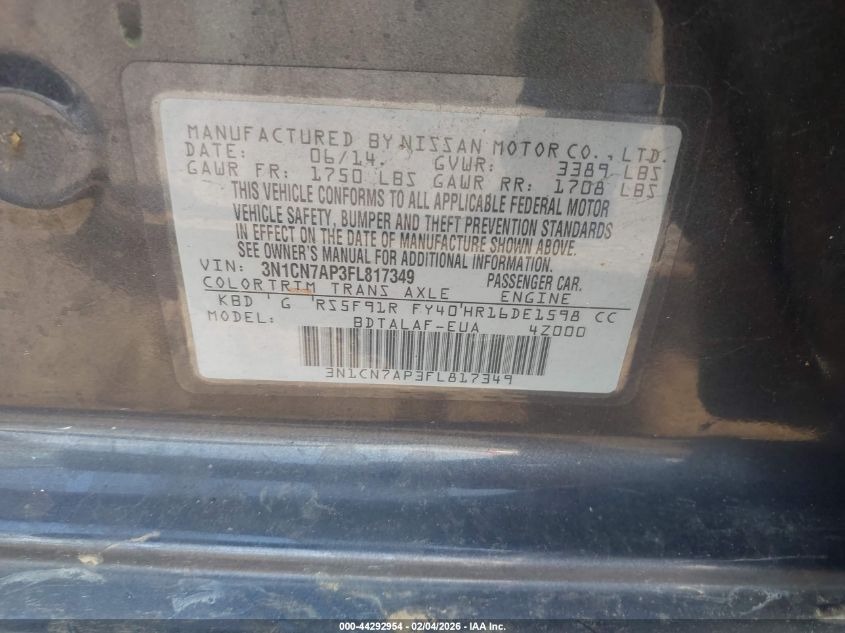 MANUFACTURED BY NISSAN MOTOR CO., LTD.
DATE: 06/14. GVWR: 3389 LBS
GAWR FR: 1750 LBS GAWR RR: 1708 LBS
THIS VEHICLE CONFORMS TO ALL APPLICABLE FEDERAL MOTOR
VEHICLE SAFETY, BUMPER AND THEFT PREVENTION STANDARDS
IN EFFECT ON THE DATE OF MANUFACTURE SHOWN ABOVE.
SEE OWNER'S MANUAL FOR ADDITIONAL INFORMATION.
VIN: 3N1CN7AP3FL817349 PASSENGER CAR.
COLOR TRIM TRANS AXLE ENGINE
KBD G RS5F91R FY40 HR16DE1598 CC
MODEL: BDTALAF-EUA 4Z000
3N1CN7AP3FL817349
000-44292954 - 02/04/2026 - IAA Inc.